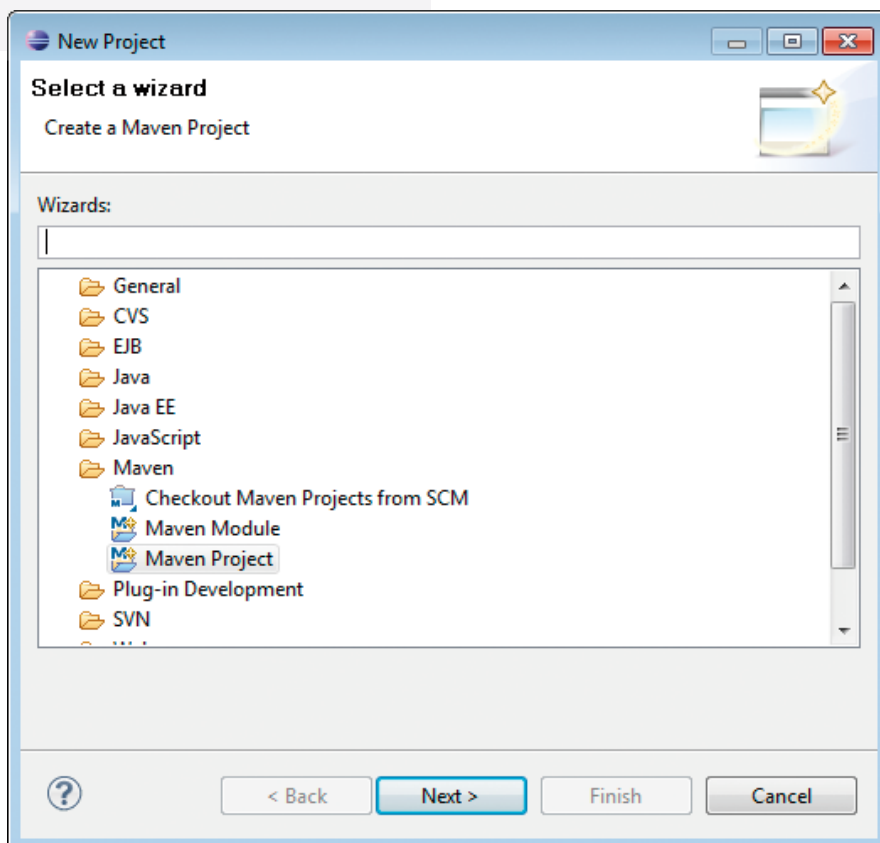 New Project
Select a wizard
Create a Maven Project
Wizards:
General
CVS
EJB
Java
Java EE
JavaScript
Maven
Checkout Maven Projects from SCM
Maven Module
Maven Project
Plug-in Development
SVN
< Back Next > Finish Cancel